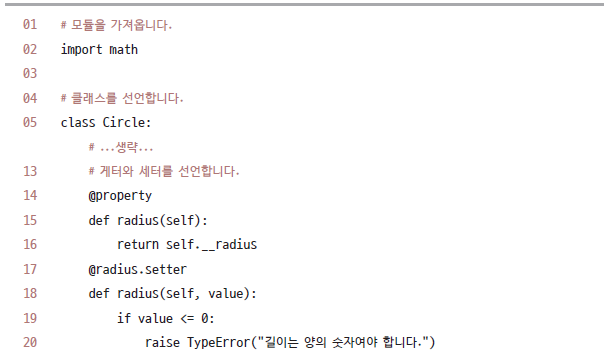 01 # 모듈을 가져옵니다.
02 import math
03
04 # 클래스를 선언합니다.
05 class Circle:
# ...생략...
13 # 게터와 세터를 선언합니다.
14 @property
15 def radius(self):
16 return self.__radius
17 @radius.setter
18 def radius(self, value):
19 if value <= 0:
20 raise TypeError("길이는 양의 숫자여야 합니다.")